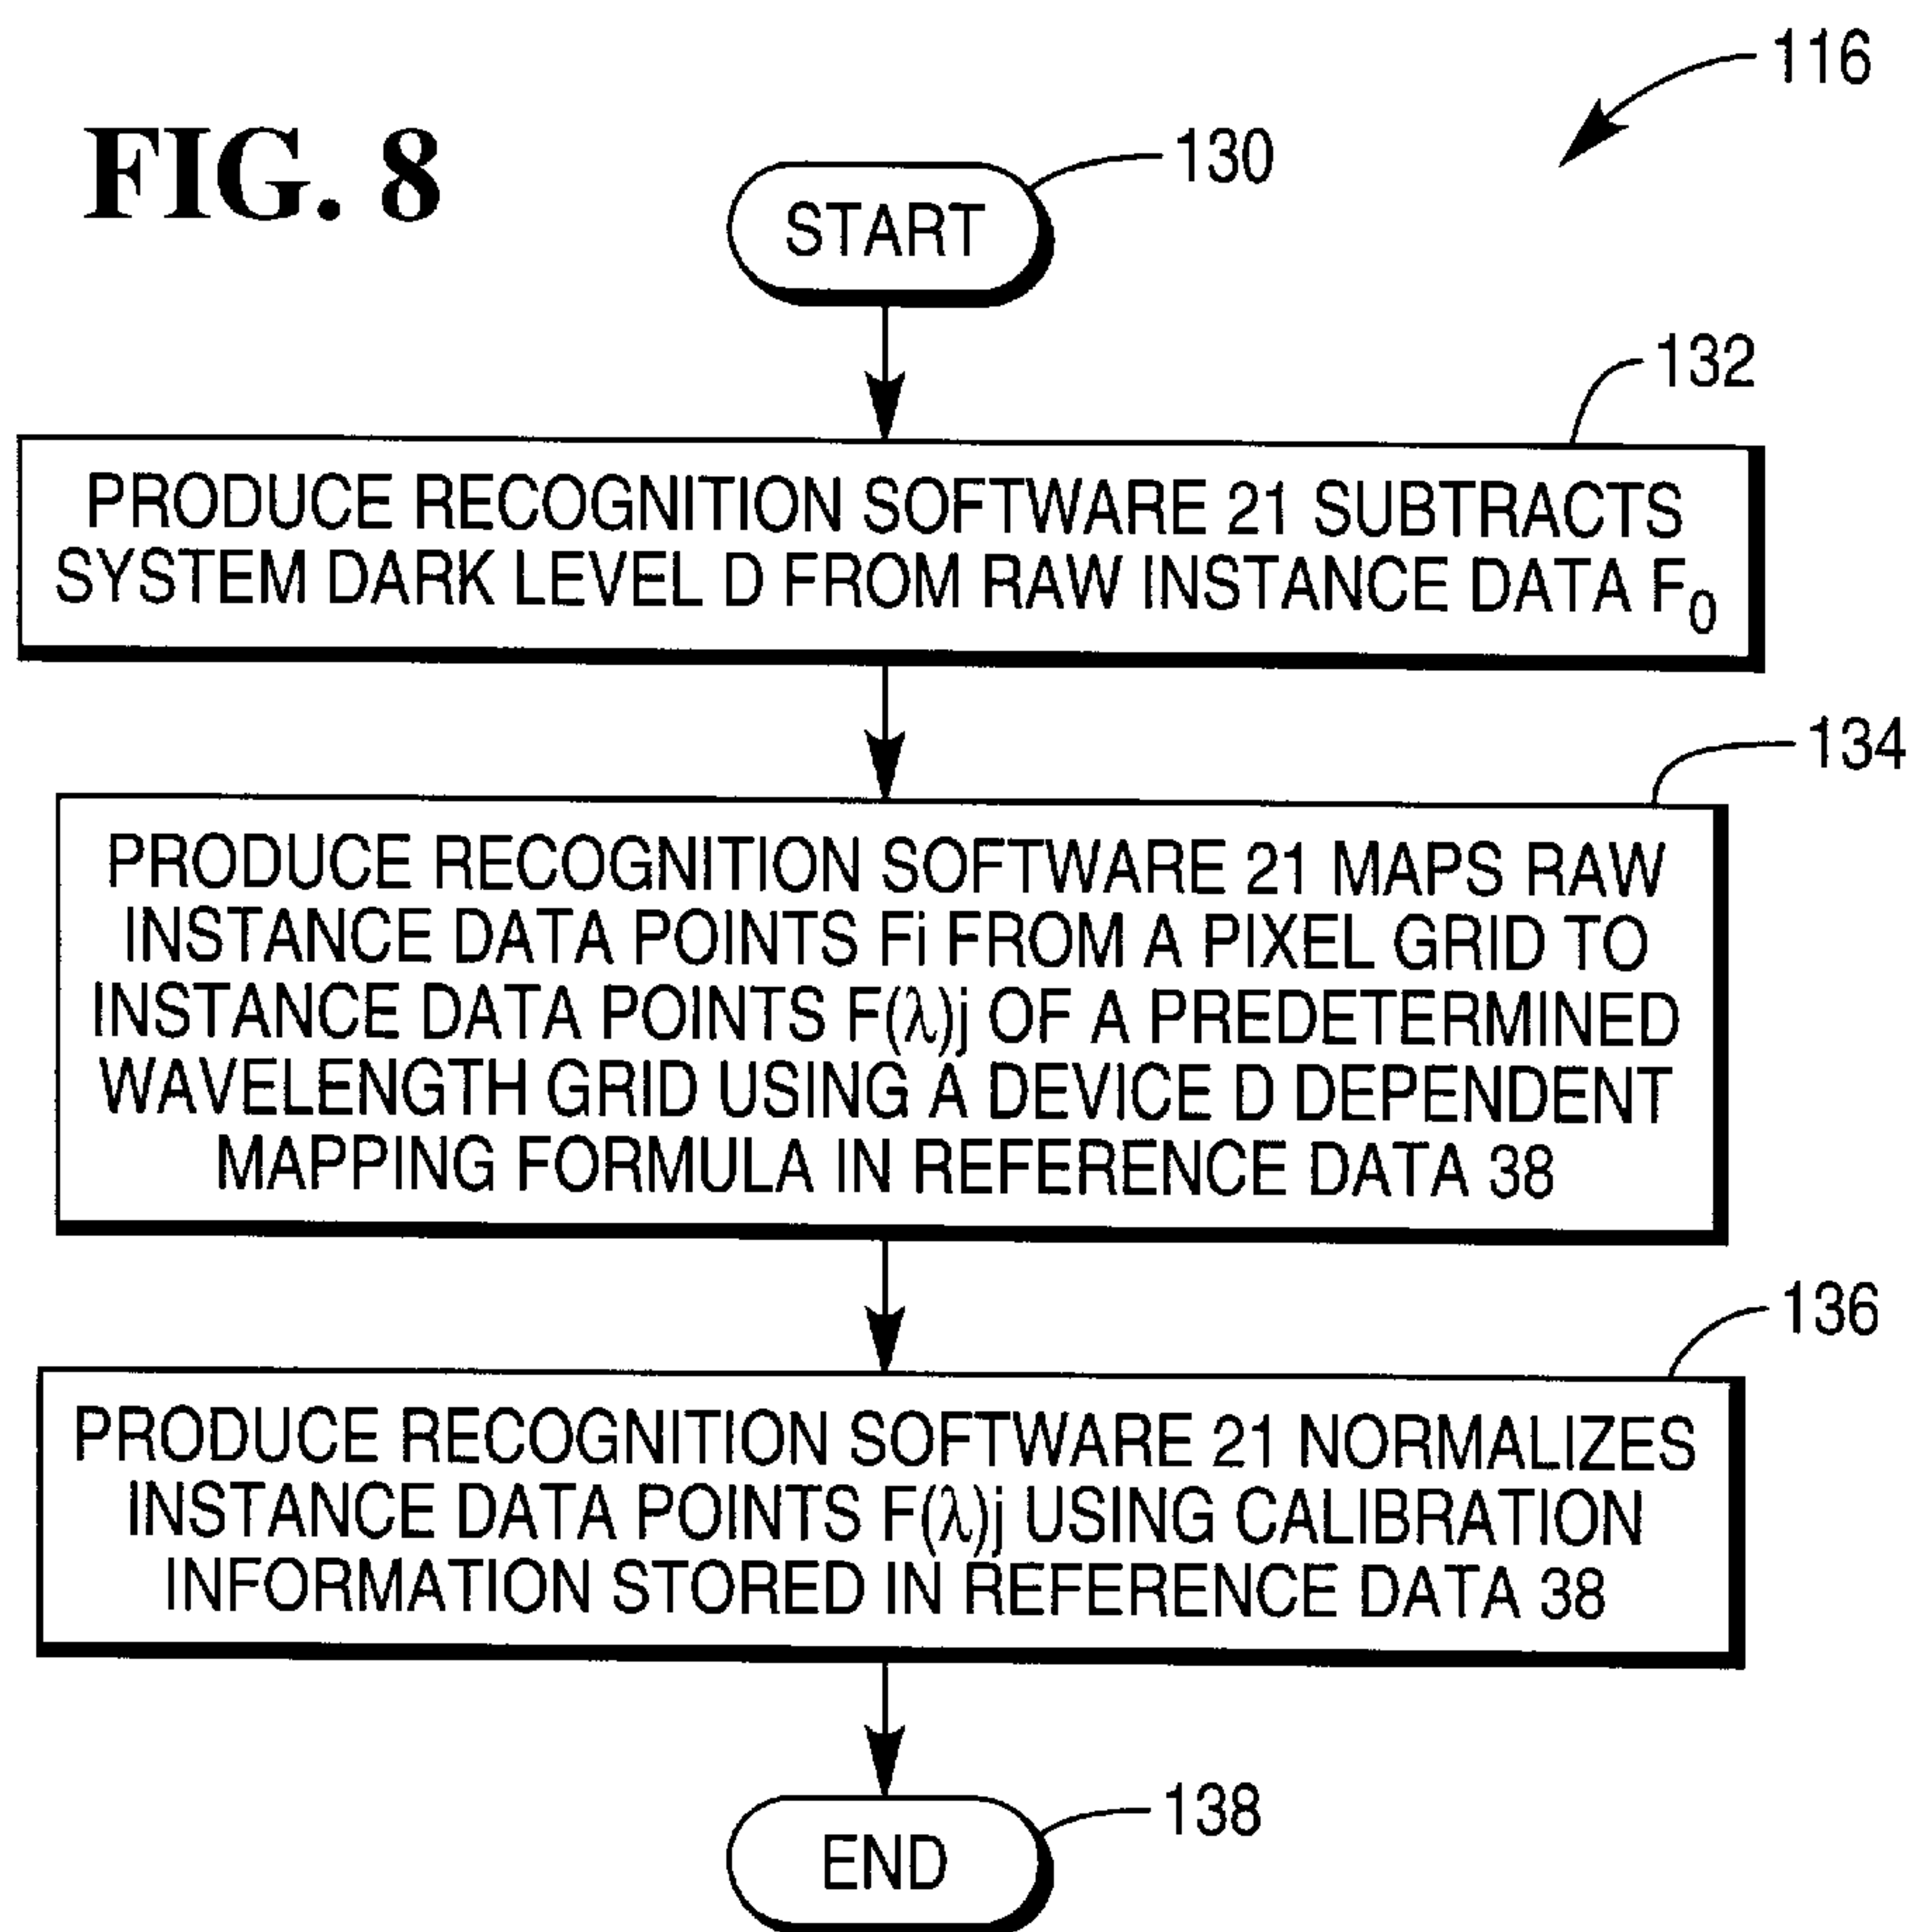 116
FIG. 8
130
START
132
PRODUCE RECOGNITION SOFTWARE 21 SUBTRACTS
SYSTEM DARK LEVEL D FROM RAW INSTANCE DATA F₀
134
PRODUCE RECOGNITION SOFTWARE 21 MAPS RAW
INSTANCE DATA POINTS Fi FROM A PIXEL GRID TO
INSTANCE DATA POINTS F(λ)j OF A PREDETERMINED
WAVELENGTH GRID USING A DEVICE D DEPENDENT
MAPPING FORMULA IN REFERENCE DATA 38
136
PRODUCE RECOGNITION SOFTWARE 21 NORMALIZES
INSTANCE DATA POINTS F(λ)j USING CALIBRATION
INFORMATION STORED IN REFERENCE DATA 38
138
END